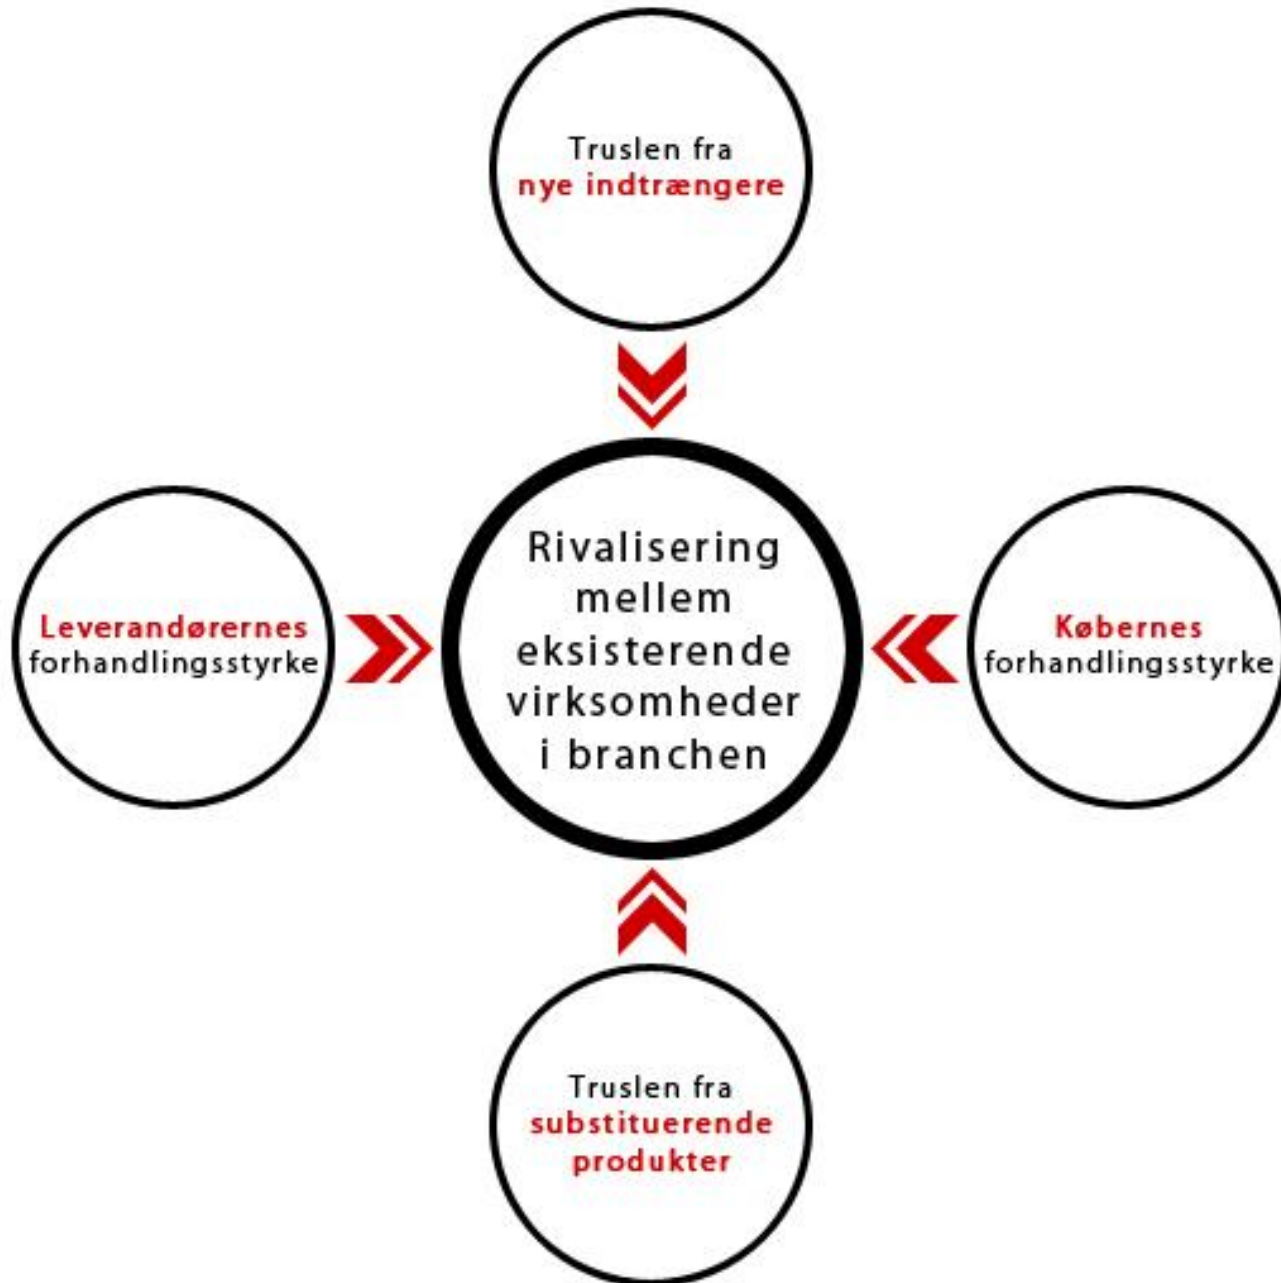 Truslen fra
nye indtrængere
Rivalisering
mellem
eksisterende
virksomheder
i branchen
Leverandørernes
forhandlingsstyrke
Købernes
forhandlingsstyrke
Truslen fra
substituerende
produkter